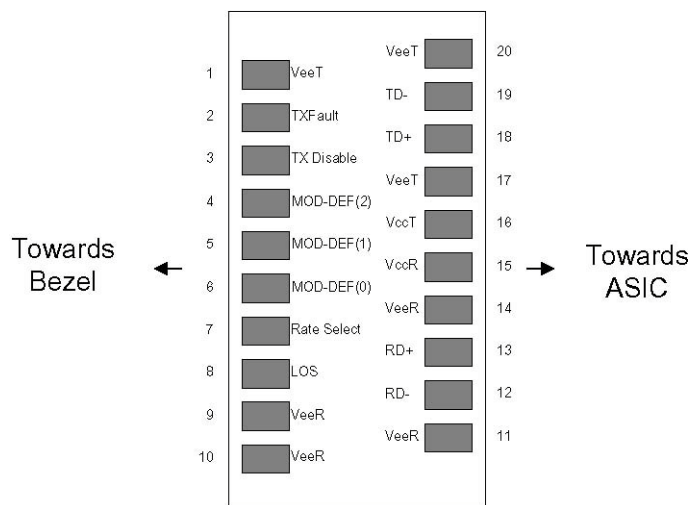 1 VeeT
2 TXFault
3 TX Disable
4 MOD-DEF(2)
5 MOD-DEF(1)
6 MOD-DEF(0)
7 Rate Select
8 LOS
9 VeeR
10 VeeR
VeeT 20
TD- 19
TD+ 18
VeeT 17
VccT 16
VccR 15
VeeR 14
RD+ 13
RD- 12
VeeR 11
Towards
Bezel
Towards
ASIC